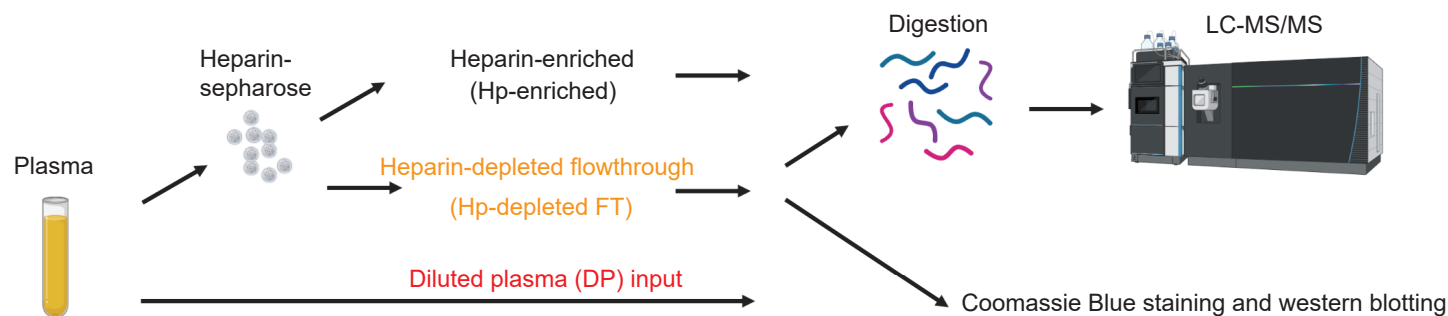 Plasma
Heparin-
sepharose
Heparin-enriched
(Hp-enriched)
Heparin-depleted flowthrough
(Hp-depleted FT)
Diluted plasma (DP) input
Digestion
LC-MS/MS
Coomassie Blue staining and western blotting